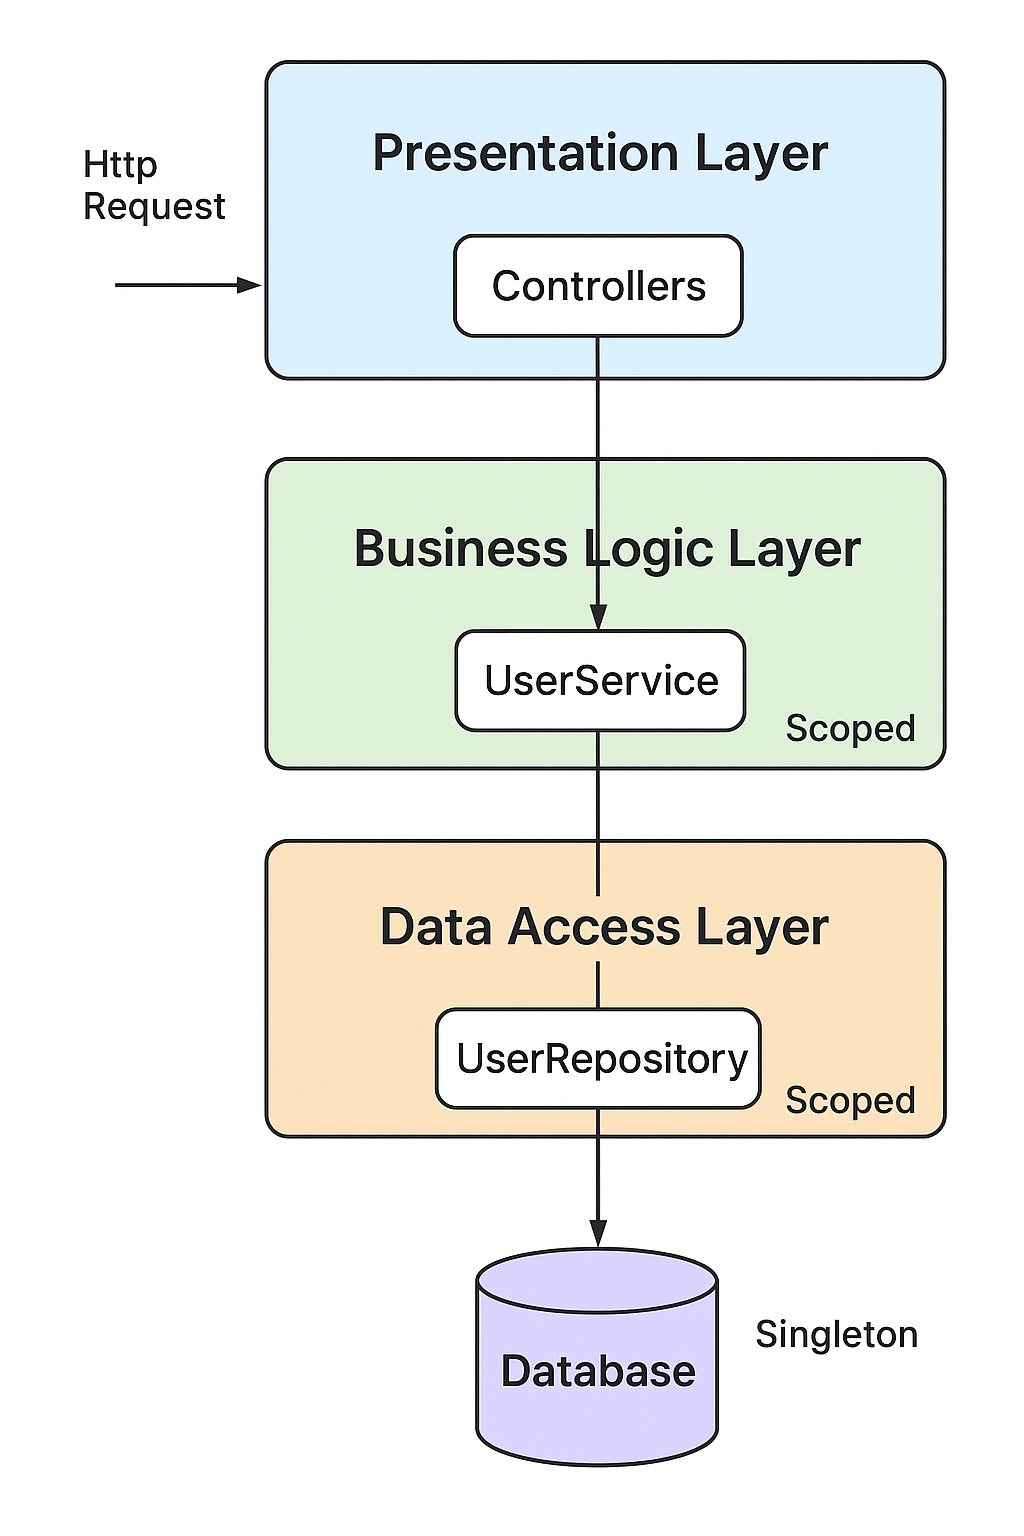 Presentation Layer
Http
Request
Controllers
Business Logic Layer
UserService
Scoped
Data Access Layer
UserRepository
Scoped
Singleton
Database